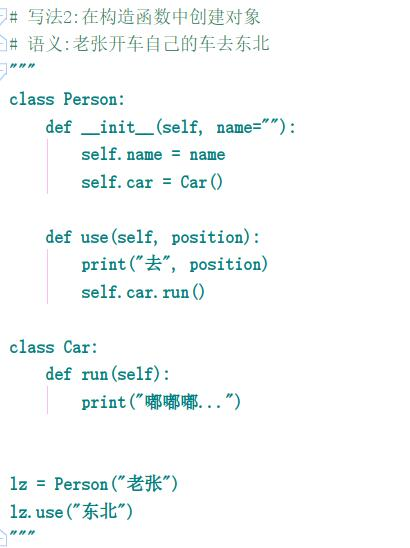 # 写法2:在构造函数中创建对象
# 语义:老张开车自己的车去东北
"""
class Person:
    def __init__(self, name=""):
        self.name = name
        self.car = Car()
    def use(self, position):
        print("去", position)
        self.car.run()
class Car:
    def run(self):
        print("嘟嘟嘟...")
lz = Person("老张")
lz.use("东北")
"""